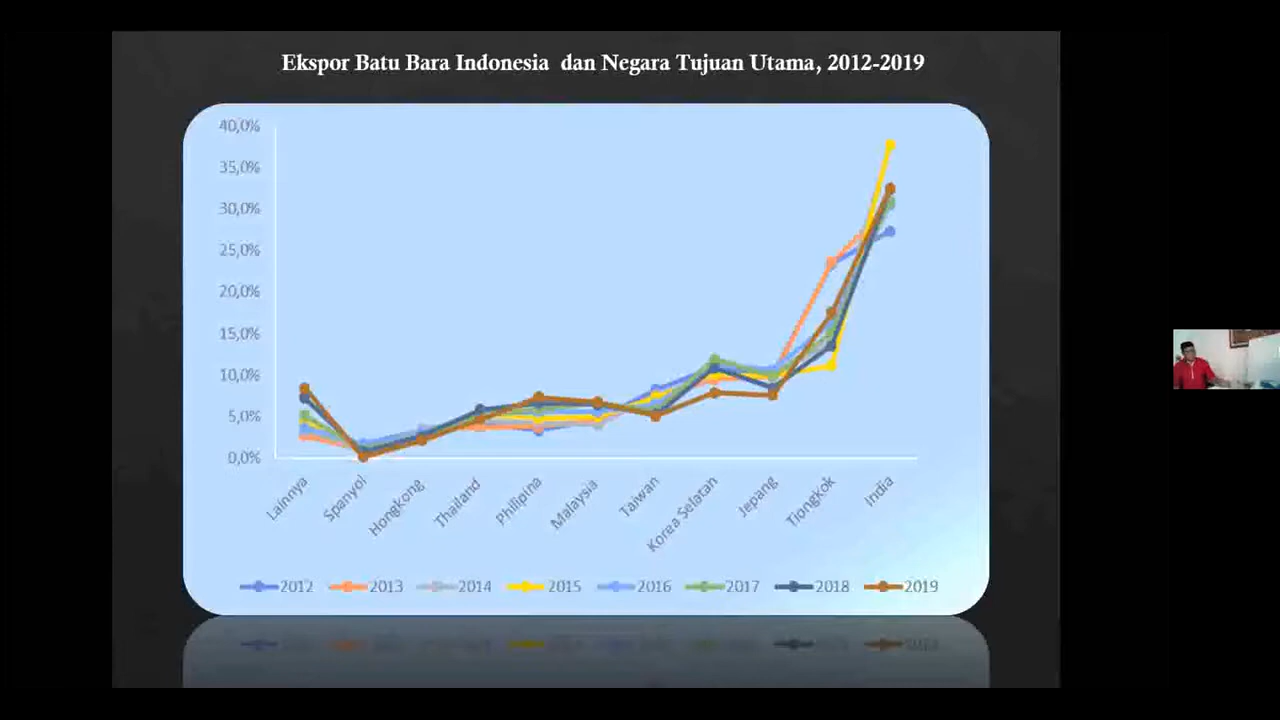 Ekspor Batu Bara Indonesia dan Negara Tujuan Utama, 2012-2019
40,0%
35,0%
30,0%
25,0%
20,0%
15,0%
10,0%
5,0%
0,0%
Lainnya
Spanyol
Hongkong
Thailand
Philipina
Malaysia
Taiwan
Korea Selatan
Jepang
Tiongkok
India
2012 2013 2014 2015 2016 2017 2018 2019